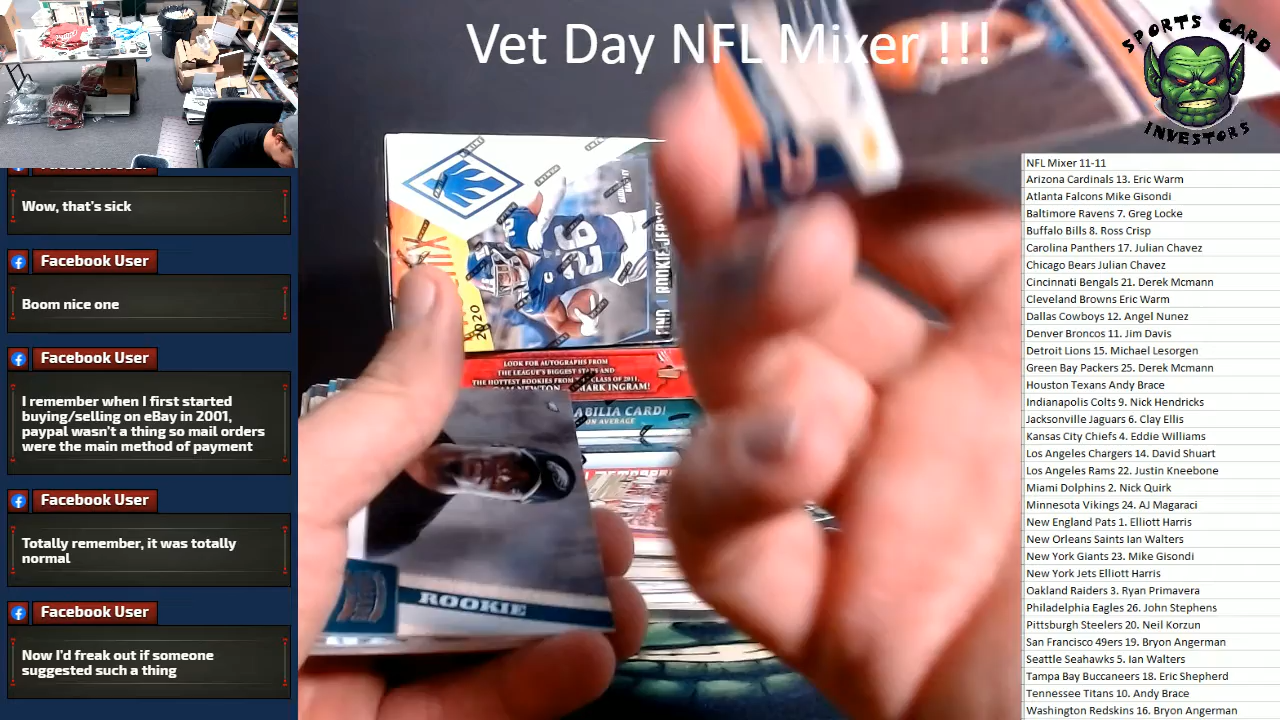 Vet Day NFL Mixer !!!
SPORTS CARD
INVESTORS
Facebook User
Wow, that's sick
Facebook User
Boom nice one
Facebook User
I remember when I first started
buying/selling on eBay in 2001,
paypal wasn't a thing so mail orders
were the main method of payment
Facebook User
Totally remember, it was totally
normal
Facebook User
Now I'd freak out if someone
suggested such a thing
2020
26
FIND 1 ROOKIE JERSEY
LOOK FOR AUTOGRAPHS FROM
THE LEAGUE'S BIGGEST STARS AND
THE HOTTEST ROOKIES FROM CLASS OF 2011,
CAM NEWTON MARK INGRAM!
ABILIA CARD!
ON AVERAGE
ROOKIE
NFL Mixer 11-11
Arizona Cardinals 13. Eric Warm
Atlanta Falcons Mike Gisondi
Baltimore Ravens 7. Greg Locke
Buffalo Bills 8. Ross Crisp
Carolina Panthers 17. Julian Chavez
Chicago Bears Julian Chavez
Cincinnati Bengals 21. Derek Mcmann
Cleveland Browns Eric Warm
Dallas Cowboys 12. Angel Nunez
Denver Broncos 11. Jim Davis
Detroit Lions 15. Michael Lesorgen
Green Bay Packers 25. Derek Mcmann
Houston Texans Andy Brace
Indianapolis Colts 9. Nick Hendricks
Jacksonville Jaguars 6. Clay Ellis
Kansas City Chiefs 4. Eddie Williams
Los Angeles Chargers 14. David Shuart
Los Angeles Rams 22. Justin Kneebone
Miami Dolphins 2. Nick Quirk
Minnesota Vikings 24. AJ Magaraci
New England Pats 1. Elliott Harris
New Orleans Saints Ian Walters
New York Giants 23. Mike Gisondi
New York Jets Elliott Harris
Oakland Raiders 3. Ryan Primavera
Philadelphia Eagles 26. John Stephens
Pittsburgh Steelers 20. Neil Korzun
San Francisco 49ers 19. Bryon Angerman
Seattle Seahawks 5. Ian Walters
Tampa Bay Buccaneers 18. Eric Shepherd
Tennessee Titans 10. Andy Brace
Washington Redskins 16. Bryon Angerman